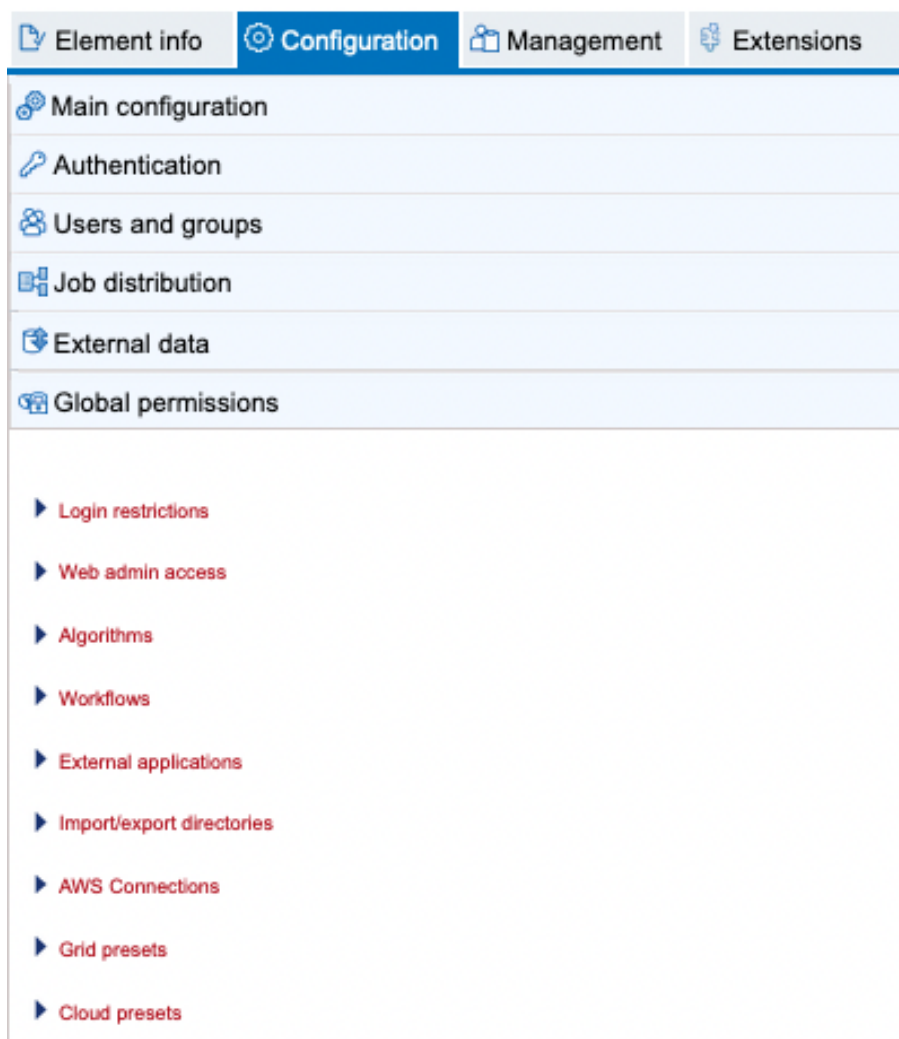 Element info Configuration Management Extensions
Main configuration
Authentication
Users and groups
Job distribution
External data
Global permissions
Login restrictions
Web admin access
Algorithms
Workflows
External applications
Import/export directories
AWS Connections
Grid presets
Cloud presets